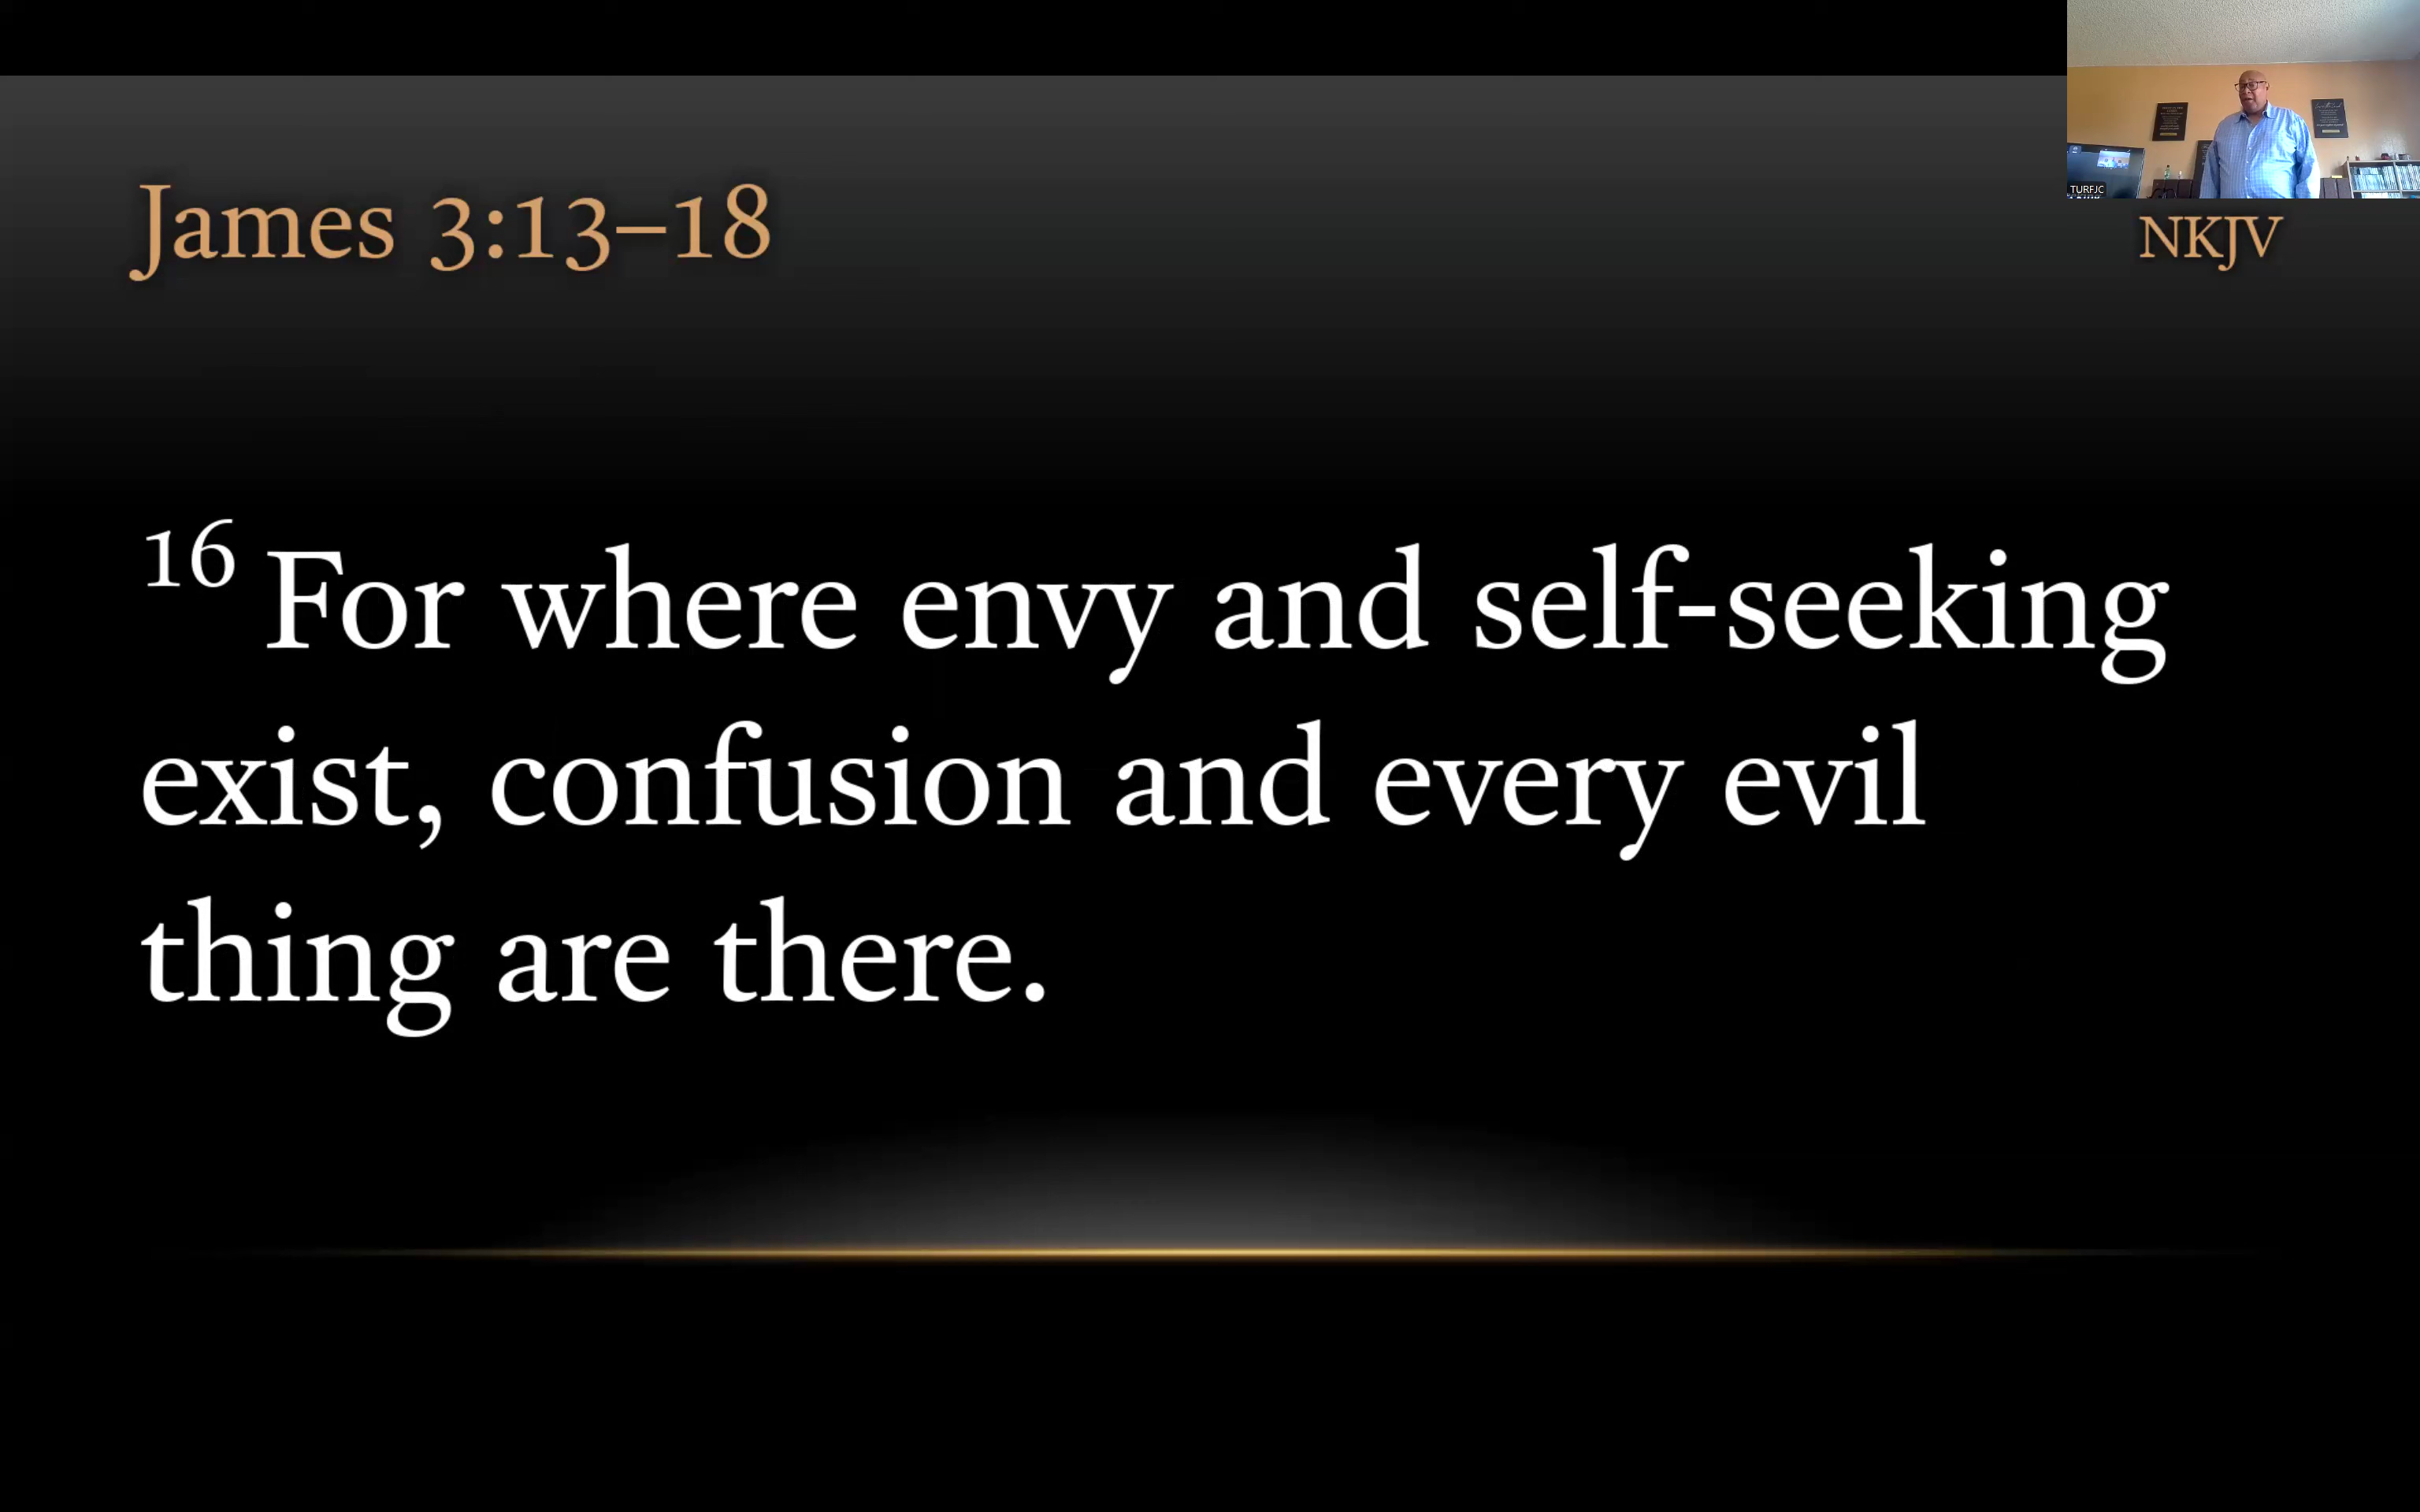 TURFJC
James 3:13–18
NKJV
16 For where envy and self-seeking
exist, confusion and every evil
thing are there.